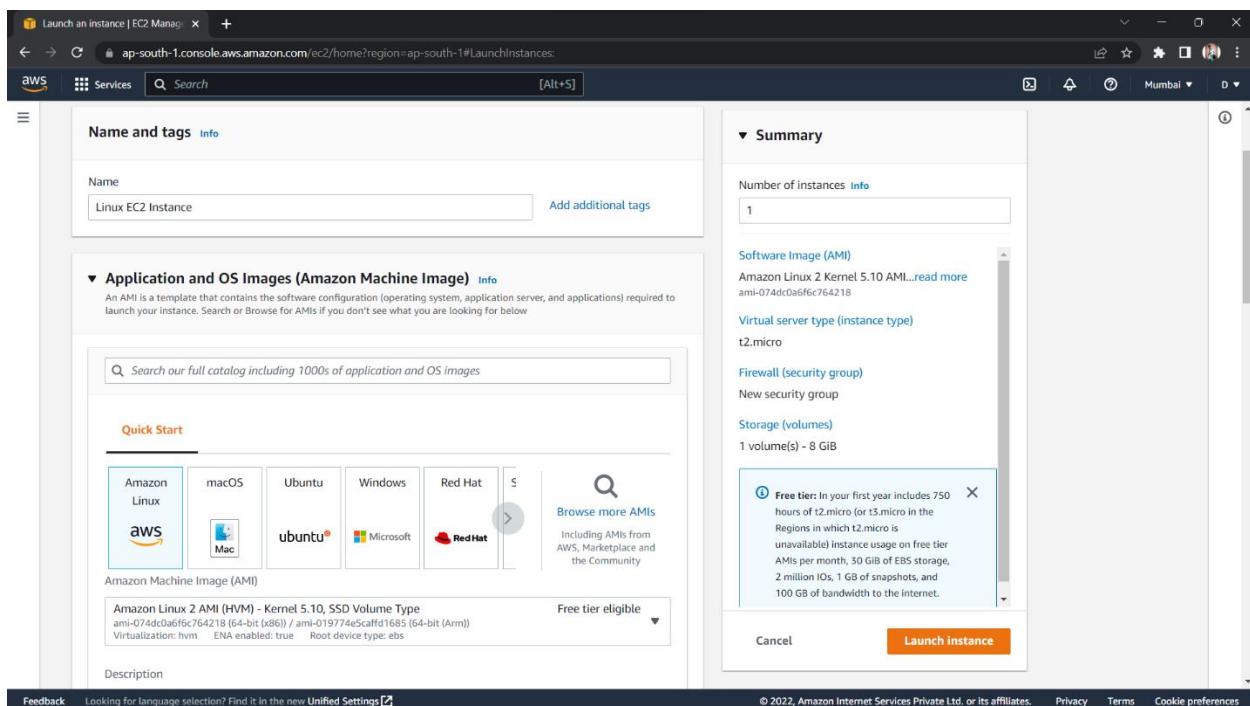 Launch an instance | EC2 Manag
ap-south-1.console.aws.amazon.com/ec2/home?region=ap-south-1#LaunchInstances:
aws
Services
Search
[Alt+S]
Mumbai
D
Name and tags Info
Name
Linux EC2 Instance
Add additional tags
Application and OS Images (Amazon Machine Image) Info
An AMI is a template that contains the software configuration (operating system, application server, and applications) required to
launch your instance. Search or Browse for AMIs if you don't see what you are looking for below
Search our full catalog including 1000s of application and OS images
Quick Start
Amazon
Linux
aws
macOS
Mac
Ubuntu
ubuntu
Windows
Microsoft
Red Hat
RedHat
S
Browse more AMIs
Including AMIs from
AWS, Marketplace and
the Community
Amazon Machine Image (AMI)
Amazon Linux 2 AMI (HVM) - Kernel 5.10, SSD Volume Type
Free tier eligible
ami-074dc0a6f6c764218 (64-bit (x86)) / ami-019774e5caffd1685 (64-bit (Arm))
Virtualization: hvm ENA enabled: true Root device type: ebs
Description
Summary
Number of instances Info
1
Software Image (AMI)
Amazon Linux 2 Kernel 5.10 AMI...read more
ami-074dc0a6f6c764218
Virtual server type (instance type)
t2.micro
Firewall (security group)
New security group
Storage (volumes)
1 volume(s) - 8 GiB
Free tier: In your first year includes 750
hours of t2.micro (or t3.micro in the
Regions in which t2.micro is
unavailable) instance usage on free tier
AMIs per month, 30 GiB of EBS storage,
2 million IOs, 1 GB of snapshots, and
100 GB of bandwidth to the internet.
Cancel
Launch instance
Feedback
Looking for language selection? Find it in the new Unified Settings
© 2022, Amazon Internet Services Private Ltd. or its affiliates.
Privacy
Terms
Cookie preferences